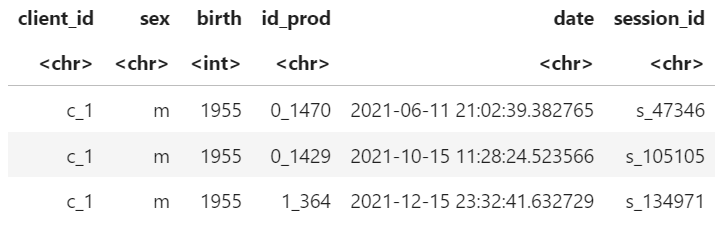 client_id sex birth id_prod date session_id
<chr> <chr> <int> <chr> <chr> <chr>
c_1 m 1955 0_1470 2021-06-11 21:02:39.382765 s_47346
c_1 m 1955 0_1429 2021-10-15 11:28:24.523566 s_105105
c_1 m 1955 1_364 2021-12-15 23:32:41.632729 s_134971